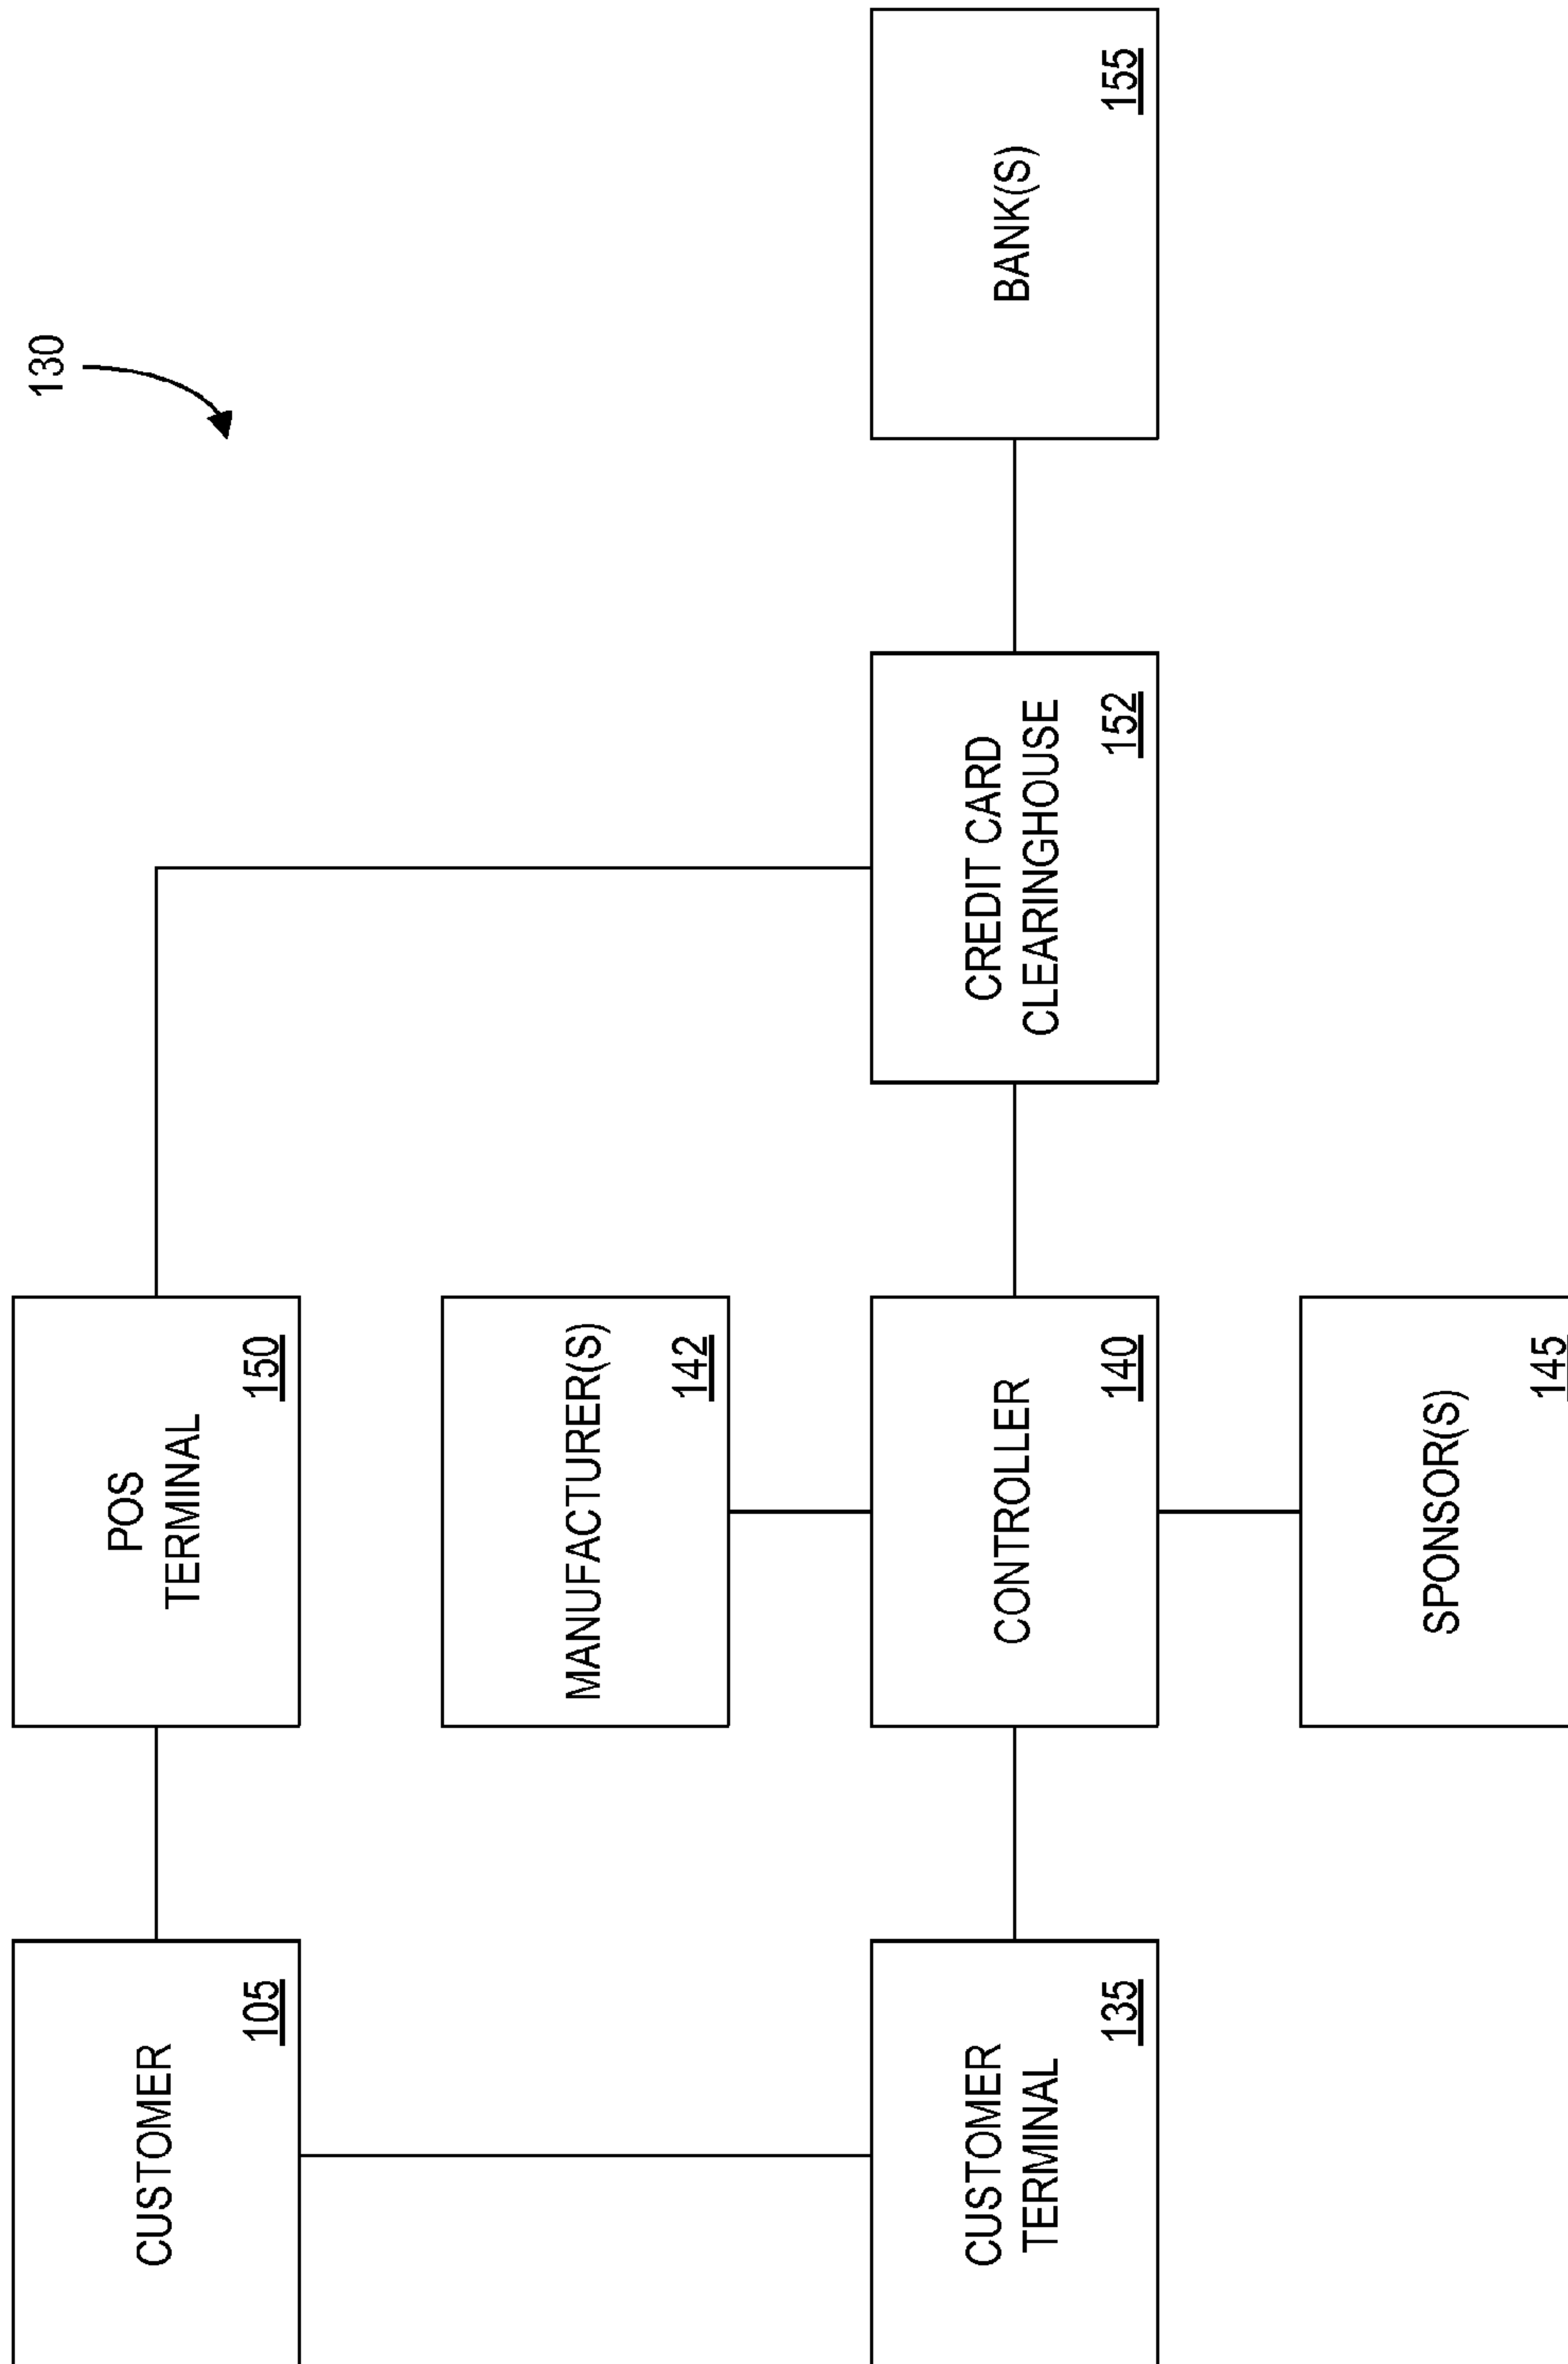 130
CUSTOMER
105
POS
TERMINAL
150
MANUFACTURER(S)
142
CUSTOMER
TERMINAL
135
CONTROLLER
140
CREDIT CARD
CLEARINGHOUSE
152
BANK(S)
155
SPONSOR(S)
145